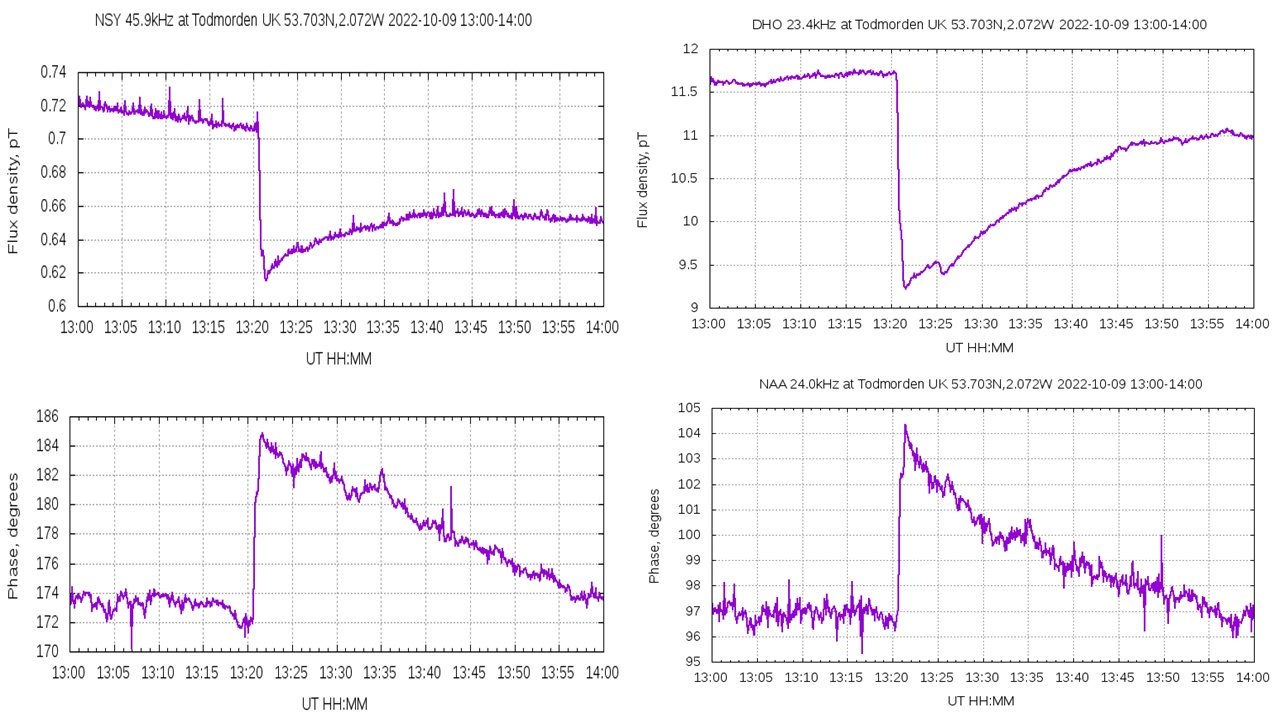 NSY 45.9kHz at Todmorden UK 53.703N,2.072W 2022-10-09 13:00-14:00
0.74
0.72
0.7
0.68
0.66
0.64
0.62
0.6
Flux density, pT
13:00 13:05 13:10 13:15 13:20 13:25 13:30 13:35 13:40 13:45 13:50 13:55 14:00
UT HH:MM
DHO 23.4kHz at Todmorden UK 53.703N,2.072W 2022-10-09 13:00-14:00
12
11.5
11
10.5
10
9.5
9
Flux density, pT
13:00 13:05 13:10 13:15 13:20 13:25 13:30 13:35 13:40 13:45 13:50 13:55 14:00
UT HH:MM
186
184
182
180
178
176
174
172
170
Phase, degrees
13:00 13:05 13:10 13:15 13:20 13:25 13:30 13:35 13:40 13:45 13:50 13:55 14:00
UT HH:MM
NAA 24.0kHz at Todmorden UK 53.703N,2.072W 2022-10-09 13:00-14:00
105
104
103
102
101
100
99
98
97
96
95
Phase, degrees
13:00 13:05 13:10 13:15 13:20 13:25 13:30 13:35 13:40 13:45 13:50 13:55 14:00
UT HH:MM